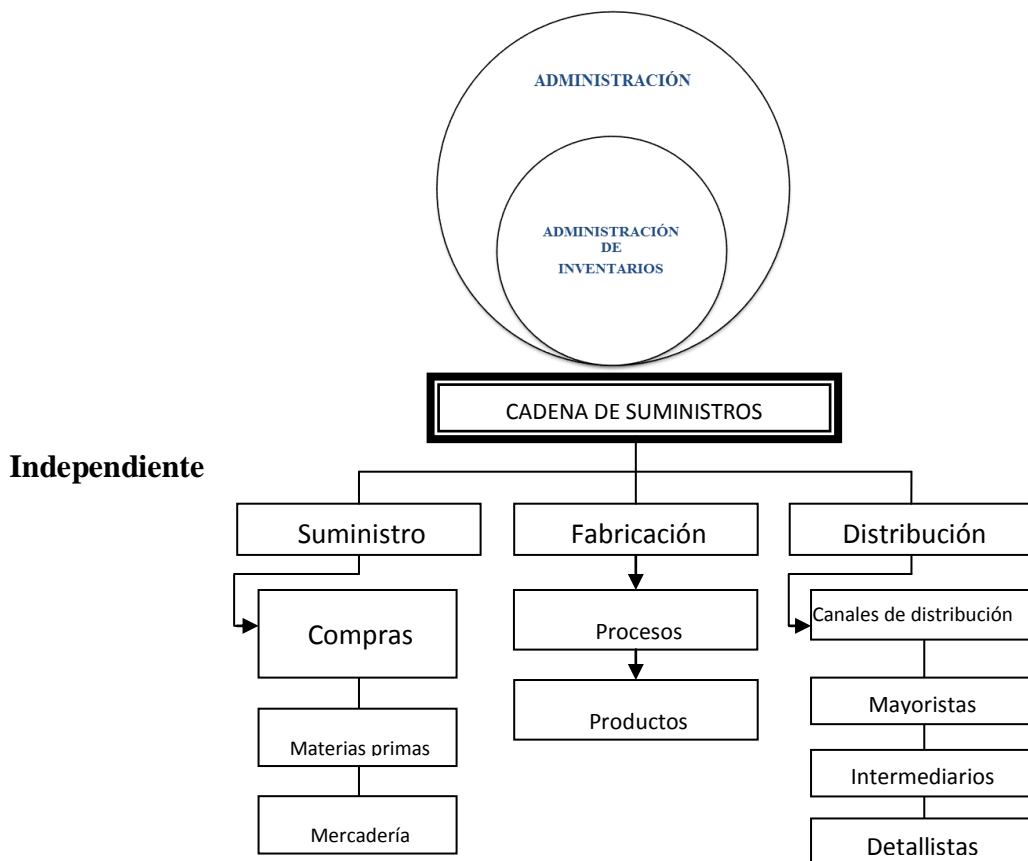 ADMINISTRACIÓN
ADMINISTRACIÓN
DE
INVENTARIOS
CADENA DE SUMINISTROS
Independiente
Suministro
Fabricación
Distribución
Compras
Procesos
Canales de distribución
Materias primas
Productos
Mayoristas
Mercadería
Intermediarios
Detallistas